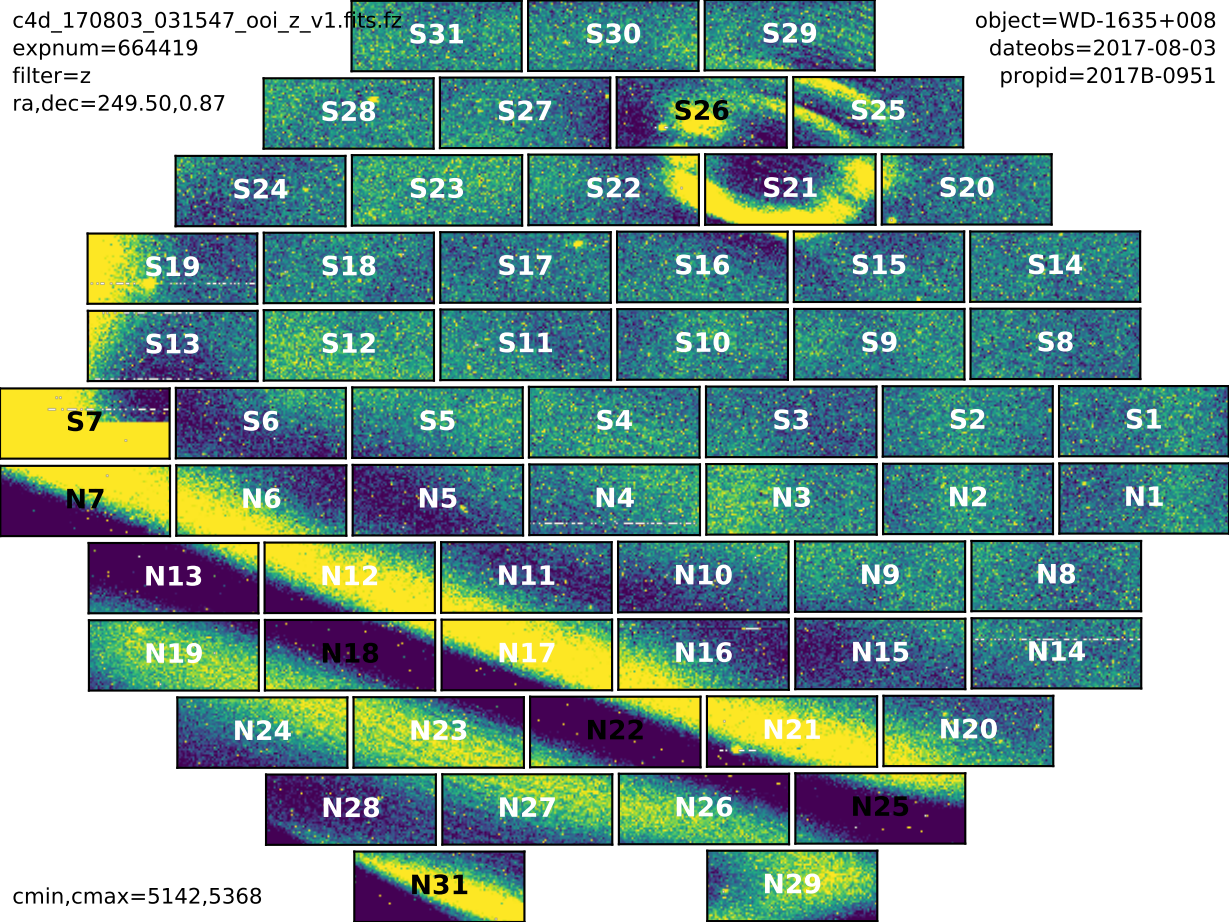 c4d_170803_031547_ooi_z_v1.fits.fz
expnum=664419
filter=z
ra,dec=249.50,0.87
object=WD-1635+008
dateobs=2017-08-03
propid=2017B-0951
S31 S30 S29
S28 S27 S26 S25
S24 S23 S22 S21 S20
S19 S18 S17 S16 S15 S14
S13 S12 S11 S10 S9 S8
S7 S6 S5 S4 S3 S2 S1
N7 N6 N5 N4 N3 N2 N1
N13 N12 N11 N10 N9 N8
N19 N18 N17 N16 N15 N14
N24 N23 N22 N21 N20
N28 N27 N26 N25
N31 N29
cmin,cmax=5142,5368